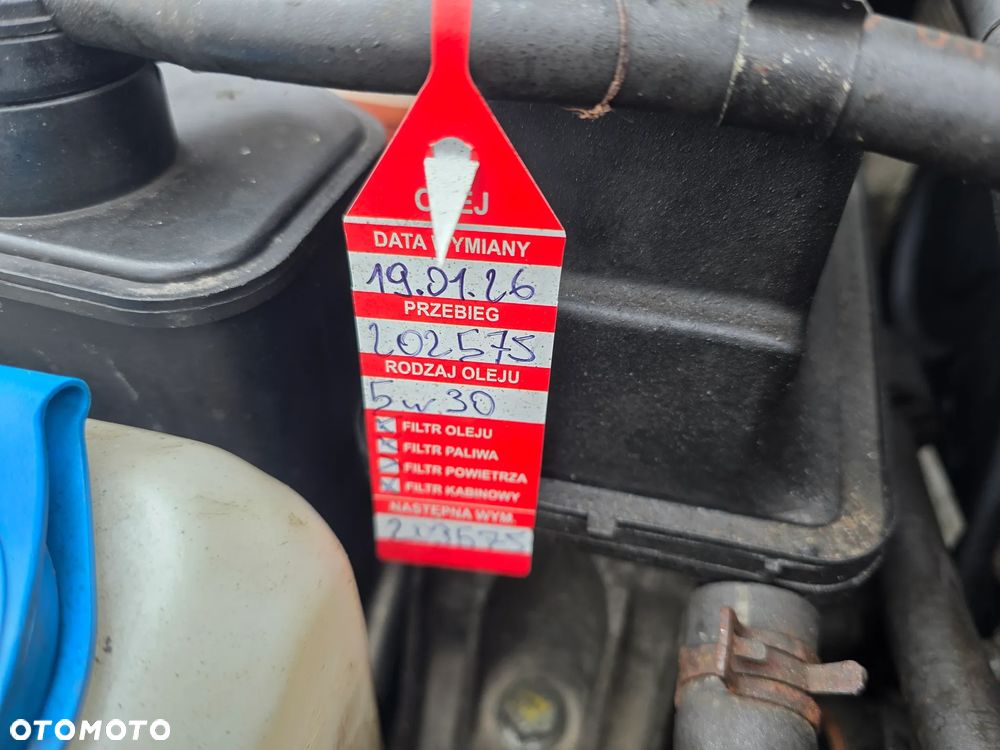 OLEJ
DATA WYMIANY
19.01.26
PRZEBIEG
202575
RODZAJ OLEJU
5w30
FILTR OLEJU
FILTR PALIWA
FILTR POWIETRZA
FILTR KABINOWY
NASTĘPNA WYM.
OTOMOTO